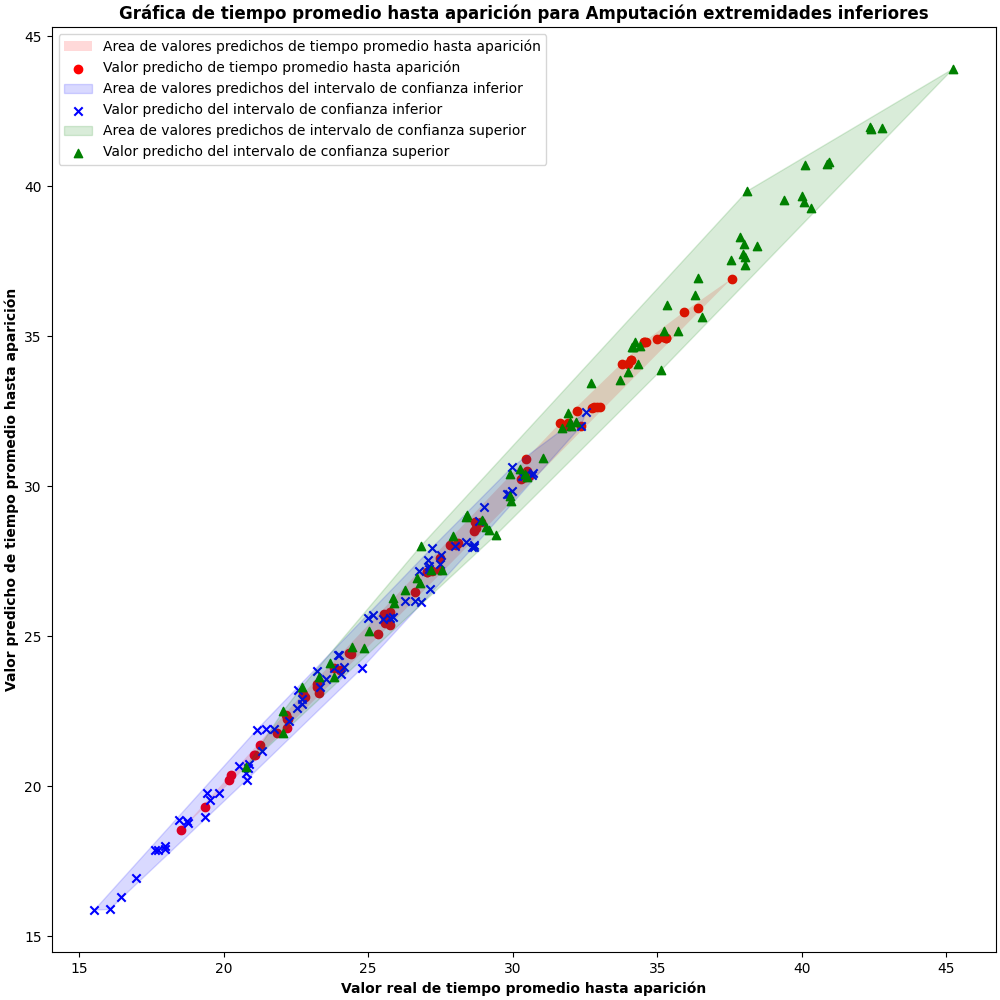 Gráfica de tiempo promedio hasta aparición para Amputación extremidades inferiores
Area de valores predichos de tiempo promedio hasta aparición
Valor predicho de tiempo promedio hasta aparición
Area de valores predichos del intervalo de confianza inferior
Valor predicho del intervalo de confianza inferior
Area de valores predichos de intervalo de confianza superior
Valor predicho del intervalo de confianza superior
Valor predicho de tiempo promedio hasta aparición
45
40
35
30
25
20
15
15 20 25 30 35 40 45
Valor real de tiempo promedio hasta aparición